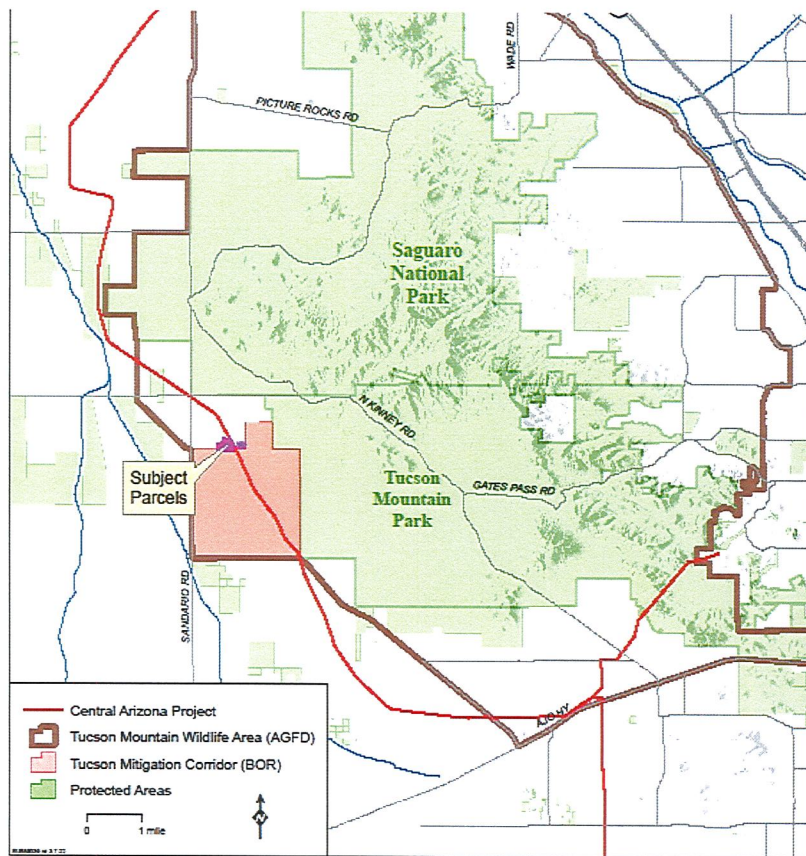 WADE RD
PICTURE ROCKS RD
Saguaro
National
Park
N KINNEY RD
Subject
Parcels
GATES PASS RD
Tucson
Mountain
Park
SANDARIO RD
AJO HY
Central Arizona Project
Tucson Mountain Wildlife Area (AGFD)
Tucson Mitigation Corridor (BOR)
Protected Areas
0 1 mile
N